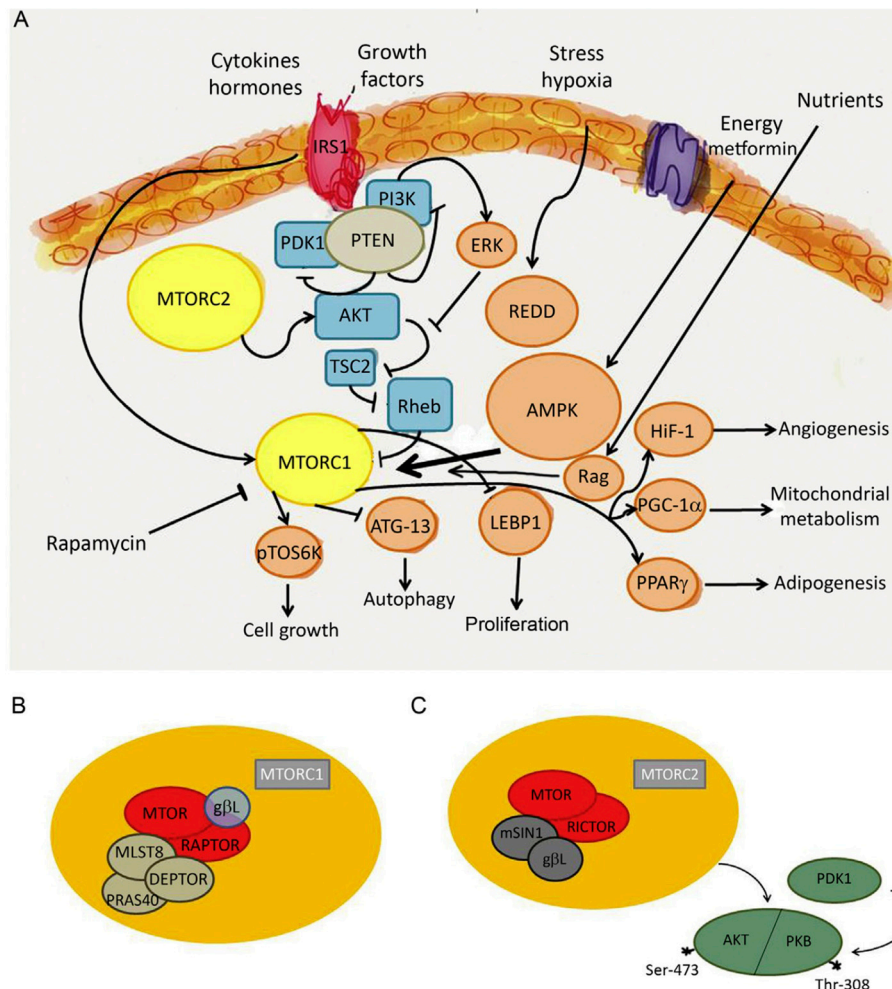 A
Cytokines
hormones
Growth
factors
Stress
hypoxia
Nutrients
Energy
metformin
IRS1
PI3K
PDK1
PTEN
ERK
MTORC2
AKT
REDD
TSC2
Rheb
AMPK
HiF-1
Angiogenesis
MTORC1
Rag
PGC-1α
Mitochondrial
metabolism
Rapamycin
pTOS6K
ATG-13
LEBP1
PPARγ
Adipogenesis
Autophagy
Cell growth
Proliferation
B
MTORC1
gβL
MTOR
RAPTOR
MLST8
DEPTOR
PRAS40
C
MTORC2
MTOR
RICTOR
mSIN1
gβL
PDK1
AKT
PKB
Ser-473
Thr-308